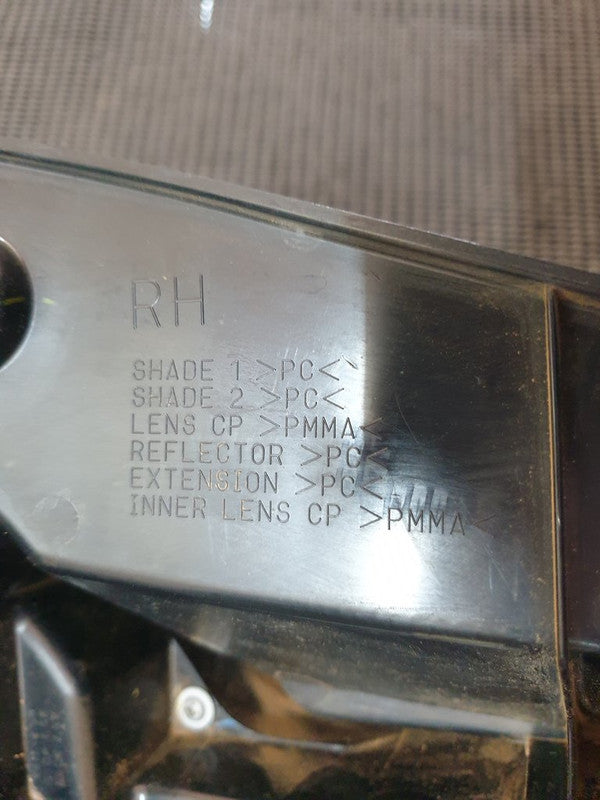 RH
SHADE 1 >PC<
SHADE 2 >PC<
LENS CP >PMMA<
REFLECTOR >PC<
EXTENSION >PC<
INNER LENS CP >PMMA<